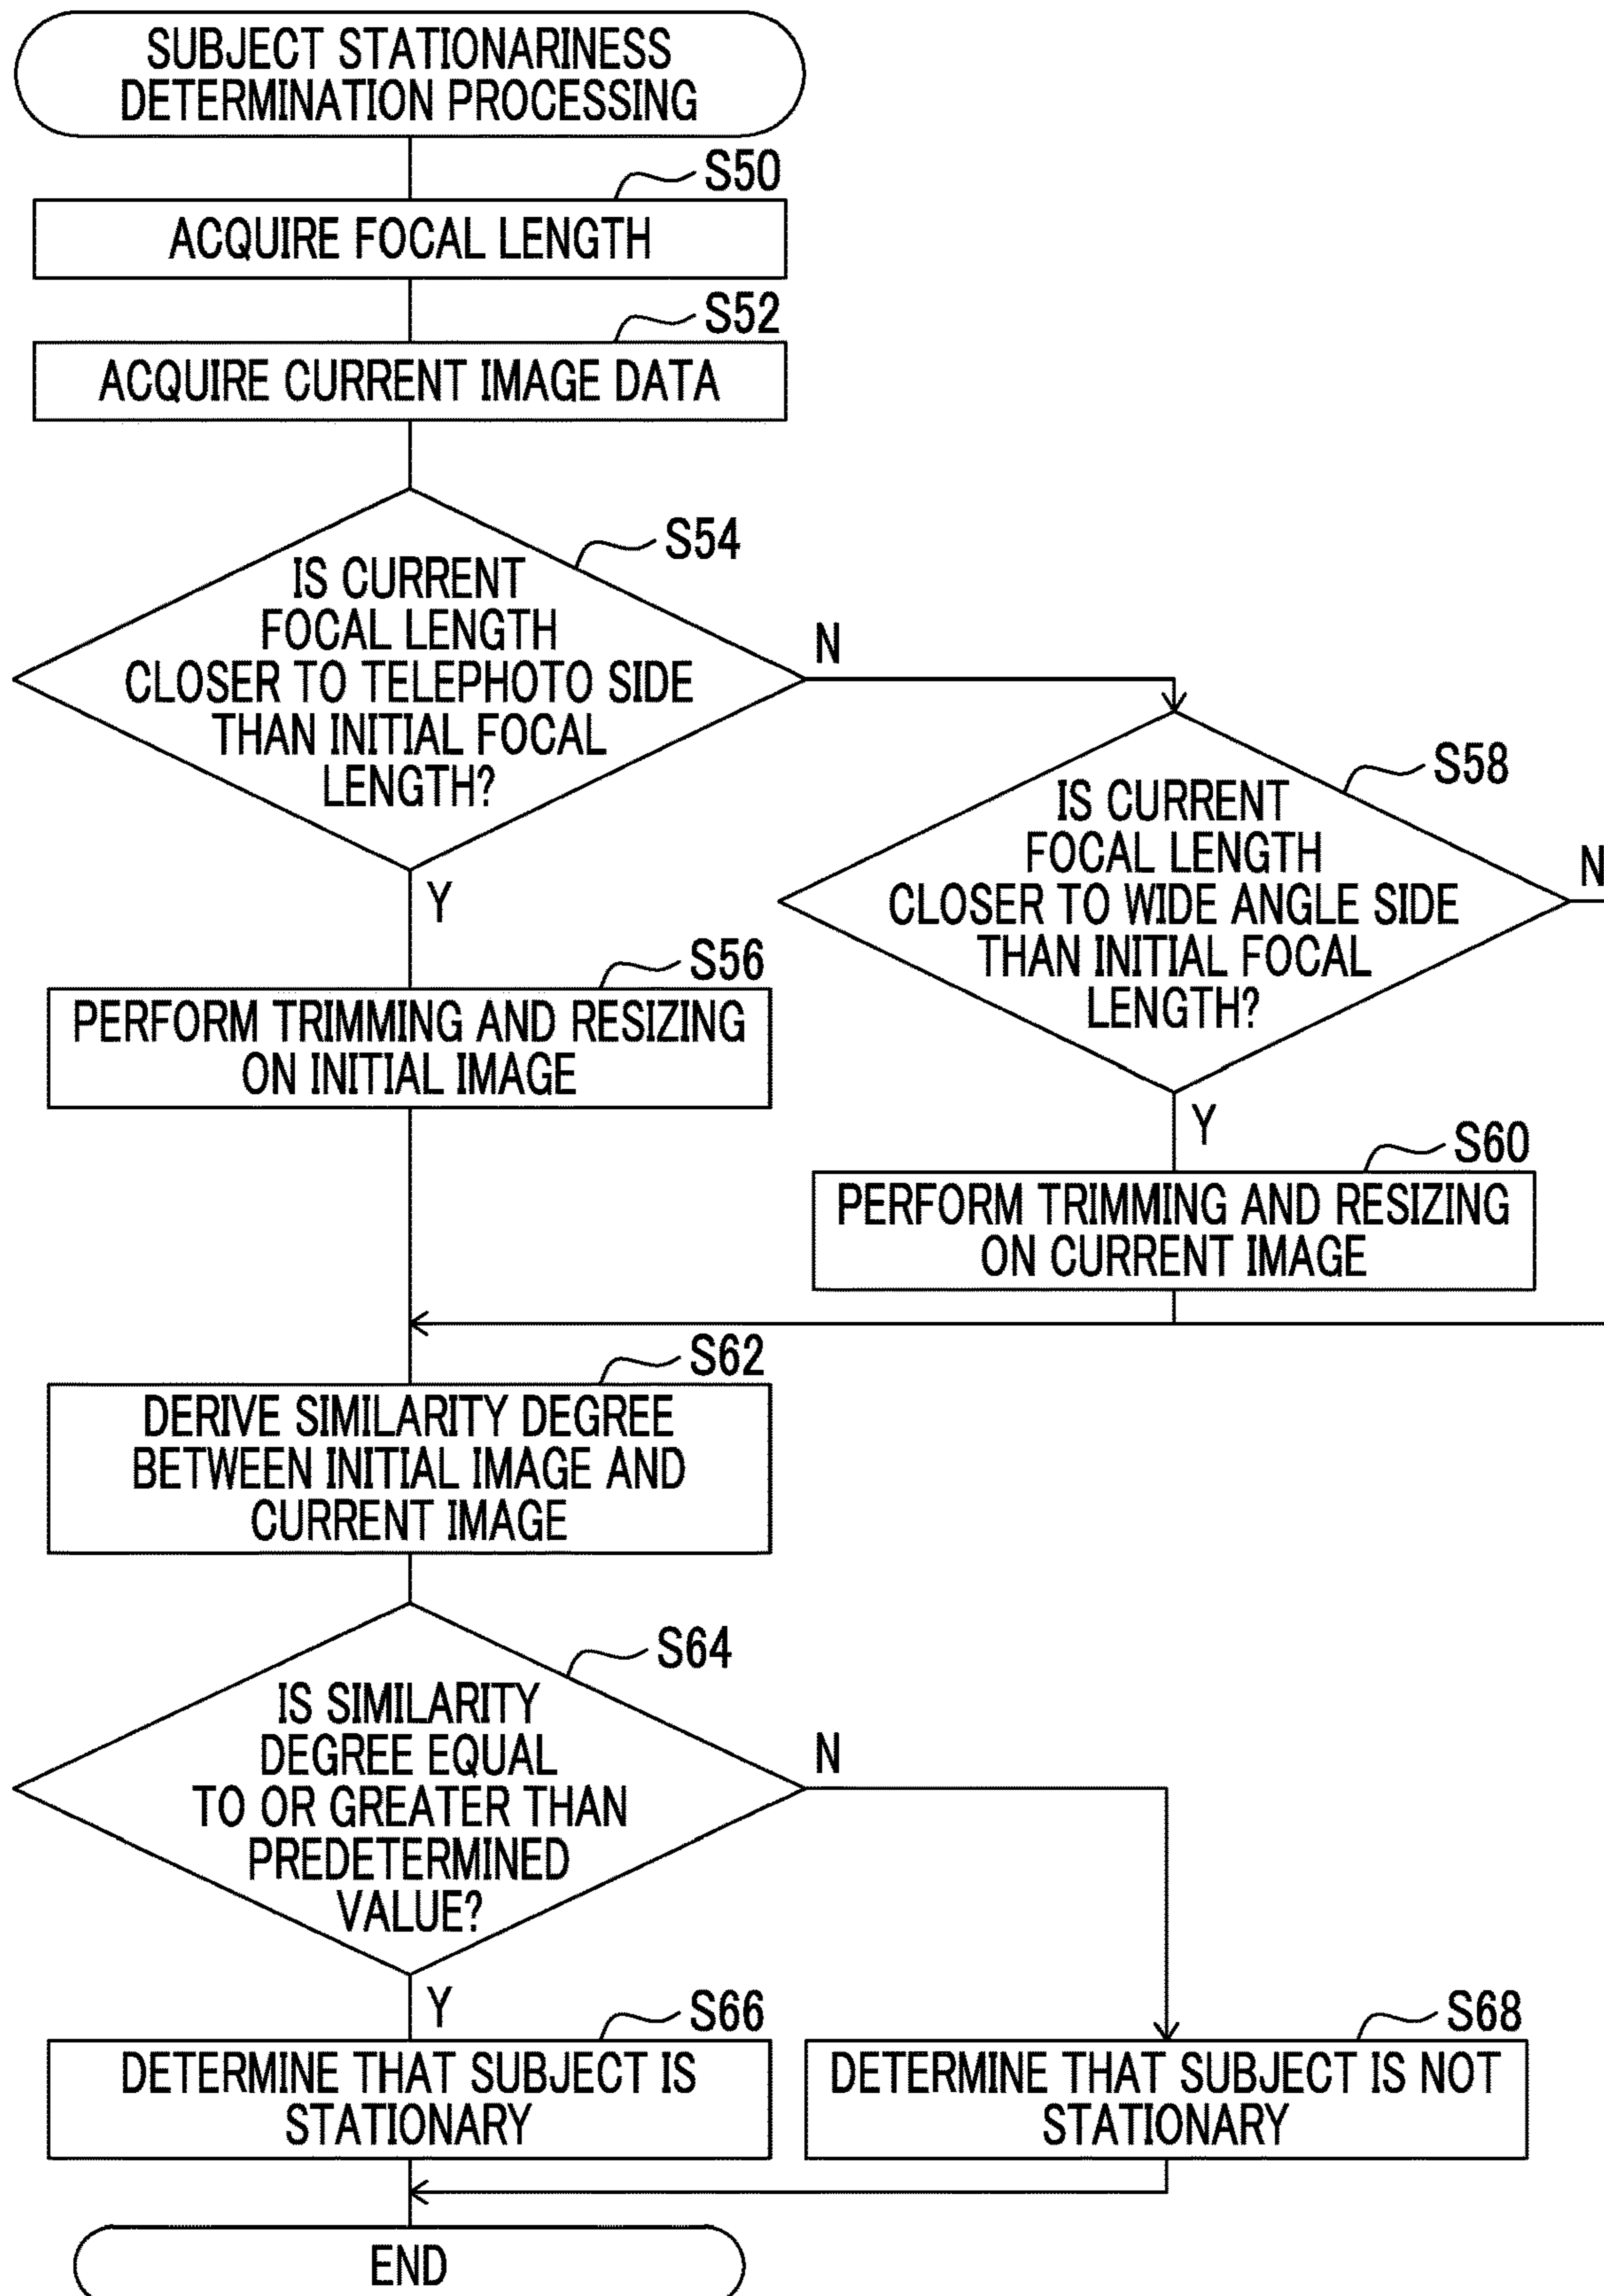 SUBJECT STATIONARINESS
DETERMINATION PROCESSING
S50
ACQUIRE FOCAL LENGTH
S52
ACQUIRE CURRENT IMAGE DATA
S54
IS CURRENT
FOCAL LENGTH
CLOSER TO TELEPHOTO SIDE
THAN INITIAL FOCAL
LENGTH?
N
Y
S58
IS CURRENT
FOCAL LENGTH
CLOSER TO WIDE ANGLE SIDE
THAN INITIAL FOCAL
LENGTH?
N
Y
S56
PERFORM TRIMMING AND RESIZING
ON INITIAL IMAGE
S60
PERFORM TRIMMING AND RESIZING
ON CURRENT IMAGE
S62
DERIVE SIMILARITY DEGREE
BETWEEN INITIAL IMAGE AND
CURRENT IMAGE
S64
IS SIMILARITY
DEGREE EQUAL
TO OR GREATER THAN
PREDETERMINED
VALUE?
N
Y
S66
DETERMINE THAT SUBJECT IS
STATIONARY
S68
DETERMINE THAT SUBJECT IS NOT
STATIONARY
END